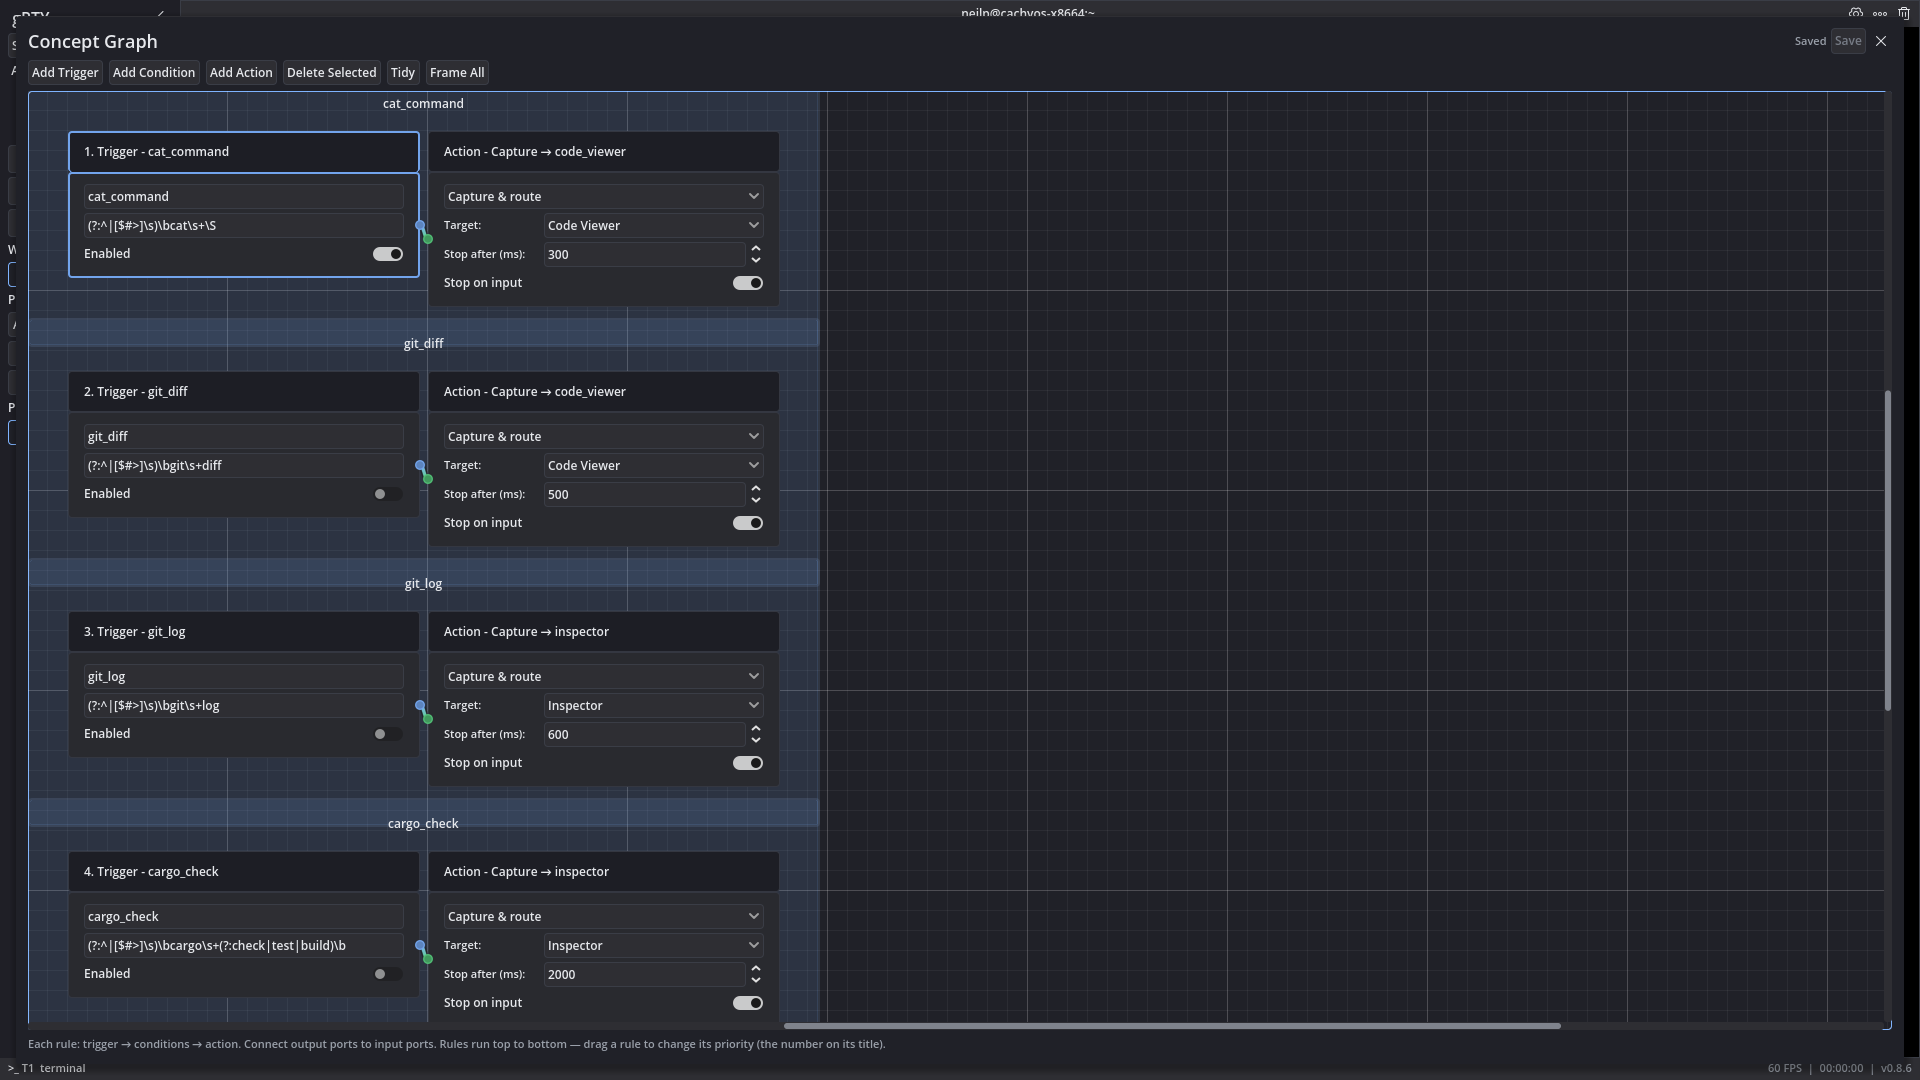 neilp@cachyos-x8664:~
Concept Graph
Saved Save
Add Trigger Add Condition Add Action Delete Selected Tidy Frame All
cat_command
1. Trigger - cat_command
Action - Capture → code_viewer
cat_command
Capture & route
(?:^|[$#>]\s)\bcat\s+\S
Target: Code Viewer
Enabled
Stop after (ms): 300
Stop on input
git_diff
2. Trigger - git_diff
Action - Capture → code_viewer
git_diff
Capture & route
(?:^|[$#>]\s)\bgit\s+diff
Target: Code Viewer
Enabled
Stop after (ms): 500
Stop on input
git_log
3. Trigger - git_log
Action - Capture → inspector
git_log
Capture & route
(?:^|[$#>]\s)\bgit\s+log
Target: Inspector
Enabled
Stop after (ms): 600
Stop on input
cargo_check
4. Trigger - cargo_check
Action - Capture → inspector
cargo_check
Capture & route
(?:^|[$#>]\s)\bcargo\s+(?:check|test|build)\b
Target: Inspector
Enabled
Stop after (ms): 2000
Stop on input
Each rule: trigger → conditions → action. Connect output ports to input ports. Rules run top to bottom — drag a rule to change its priority (the number on its title).
>_ T1 terminal
60 FPS | 00:00:00 | v0.8.6